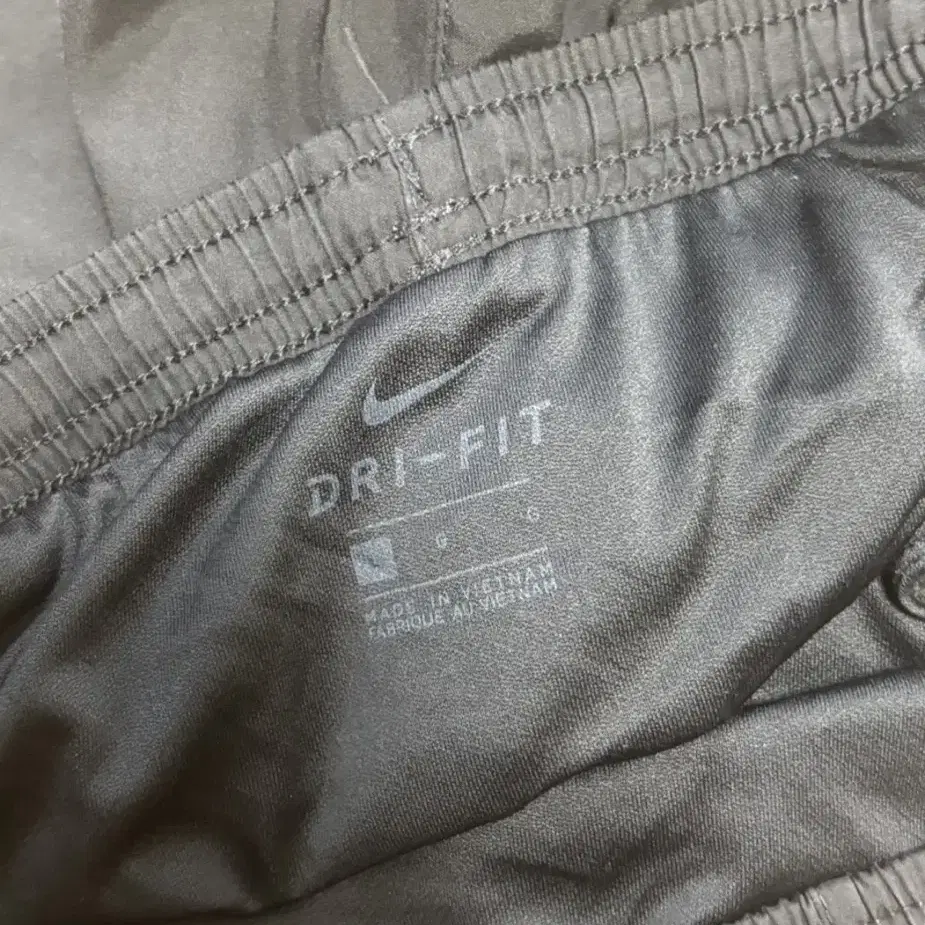 DRI-FIT
L G G
MADE IN VIETNAM
FABRIQUE AU VIETNAM